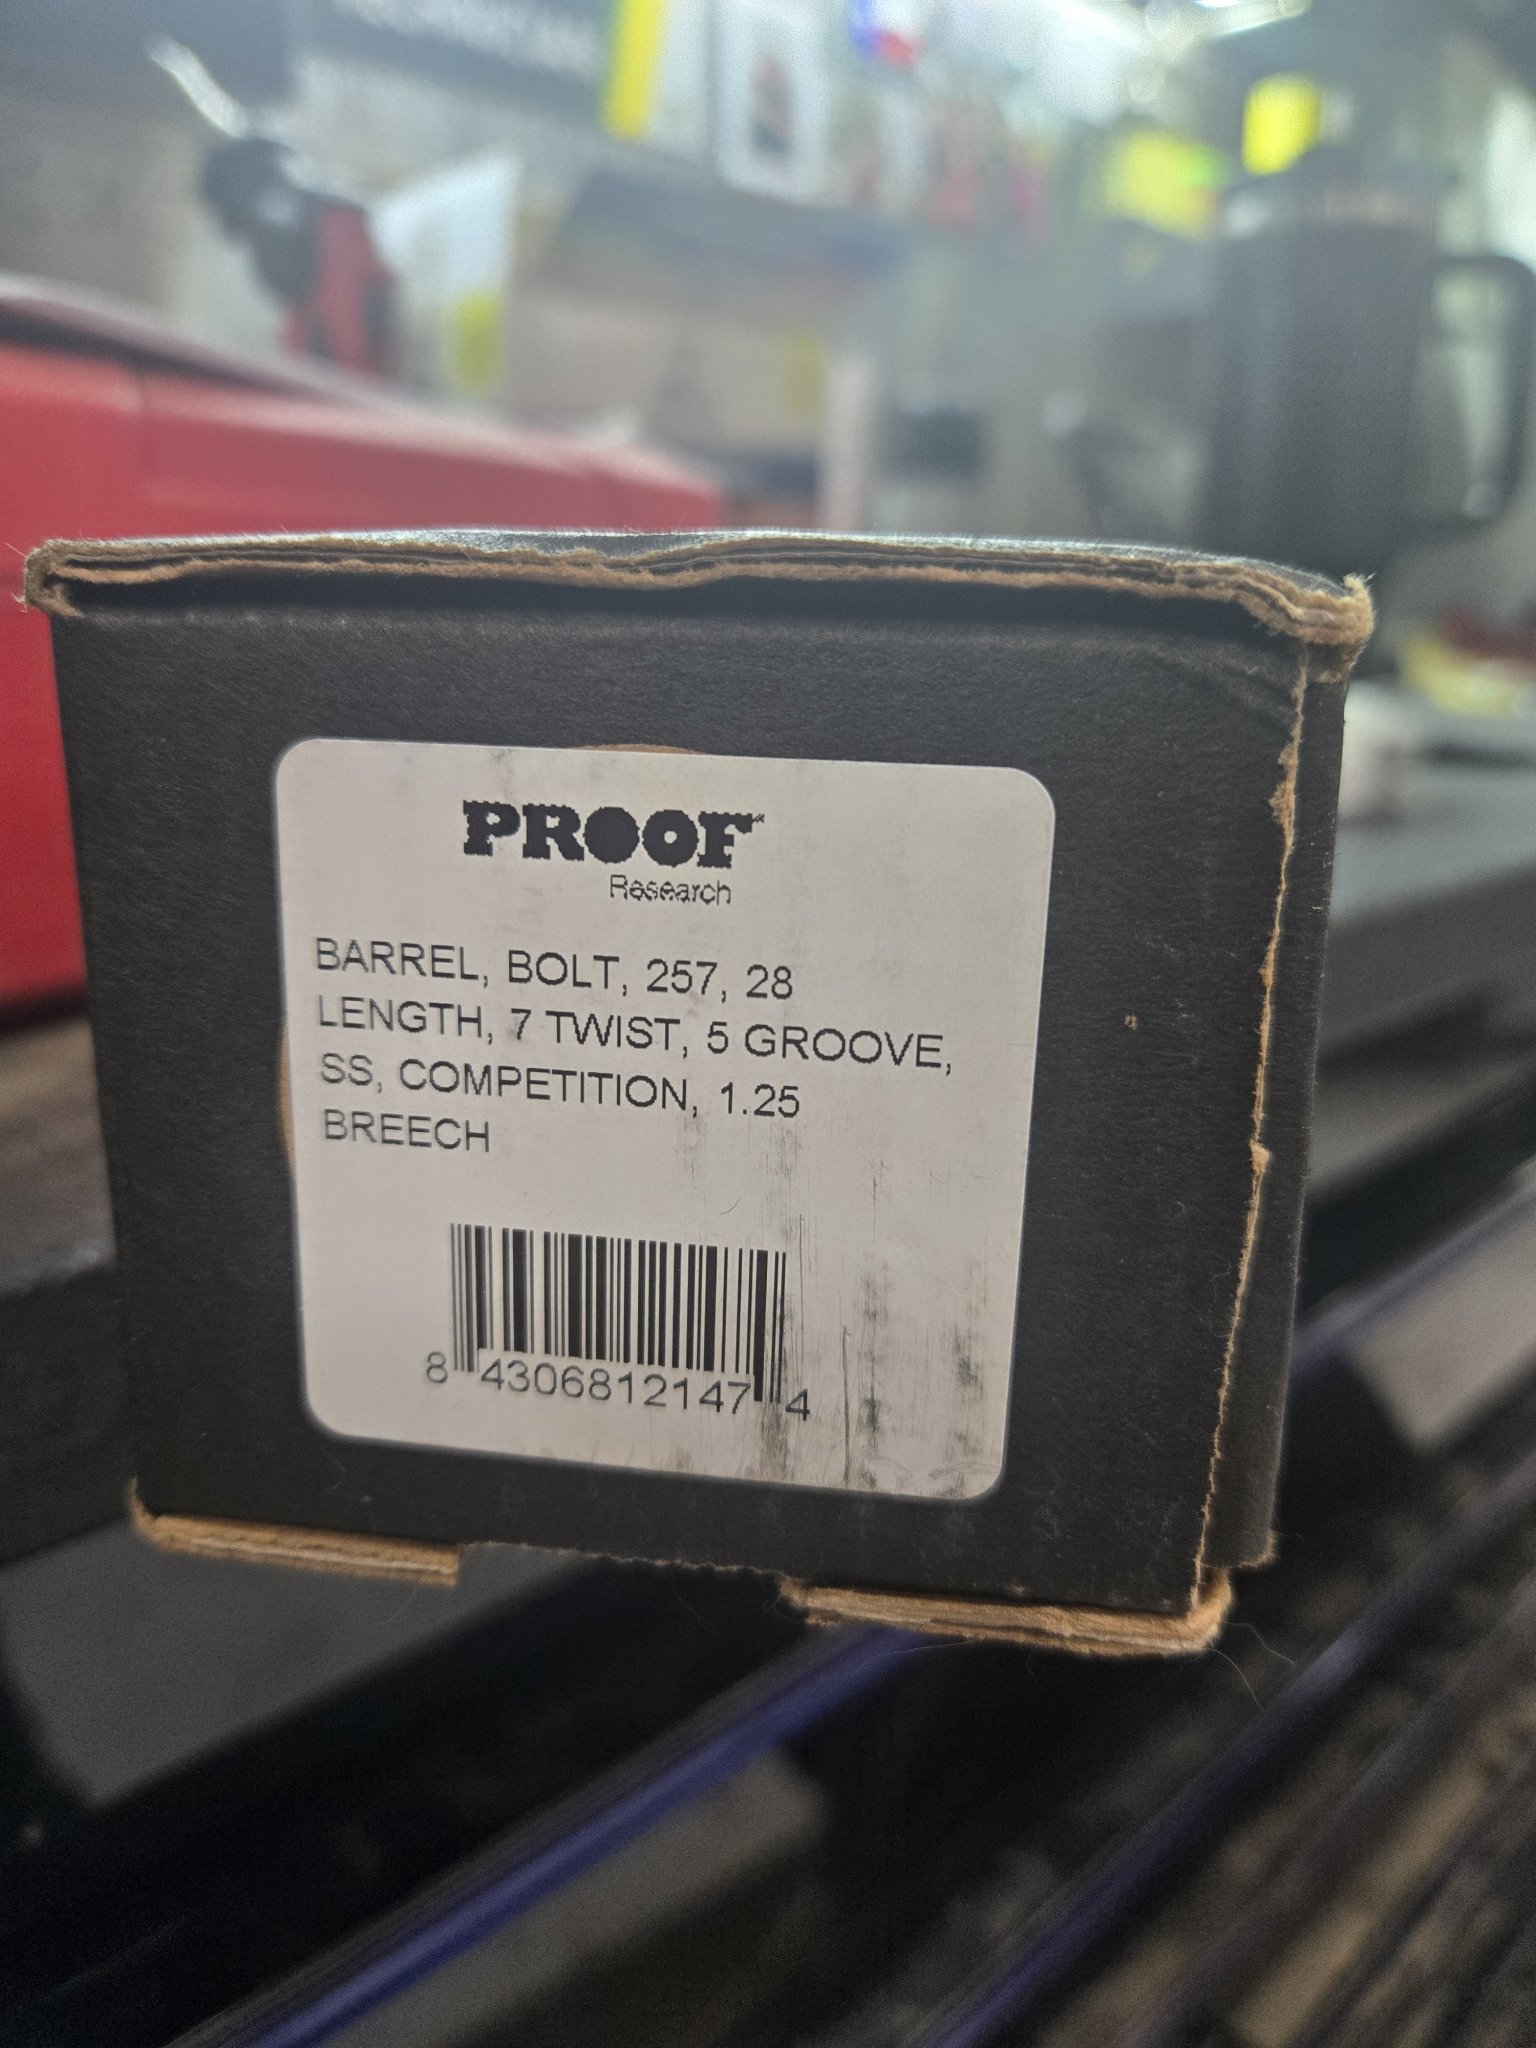 PROOF
Research
BARREL, BOLT, 257, 28
LENGTH, 7 TWIST, 5 GROOVE,
SS, COMPETITION, 1.25
BREECH
8 4306812147 4